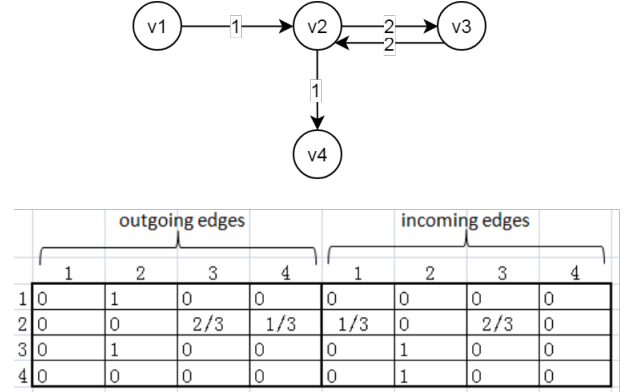 v1 1 v2 2 v3
2
1
v4
outgoing edges incoming edges
1 2 3 4 1 2 3 4
1 0 1 0 0 0 0 0 0
2 0 0 2/3 1/3 1/3 0 2/3 0
3 0 1 0 0 0 1 0 0
4 0 0 0 0 0 1 0 0